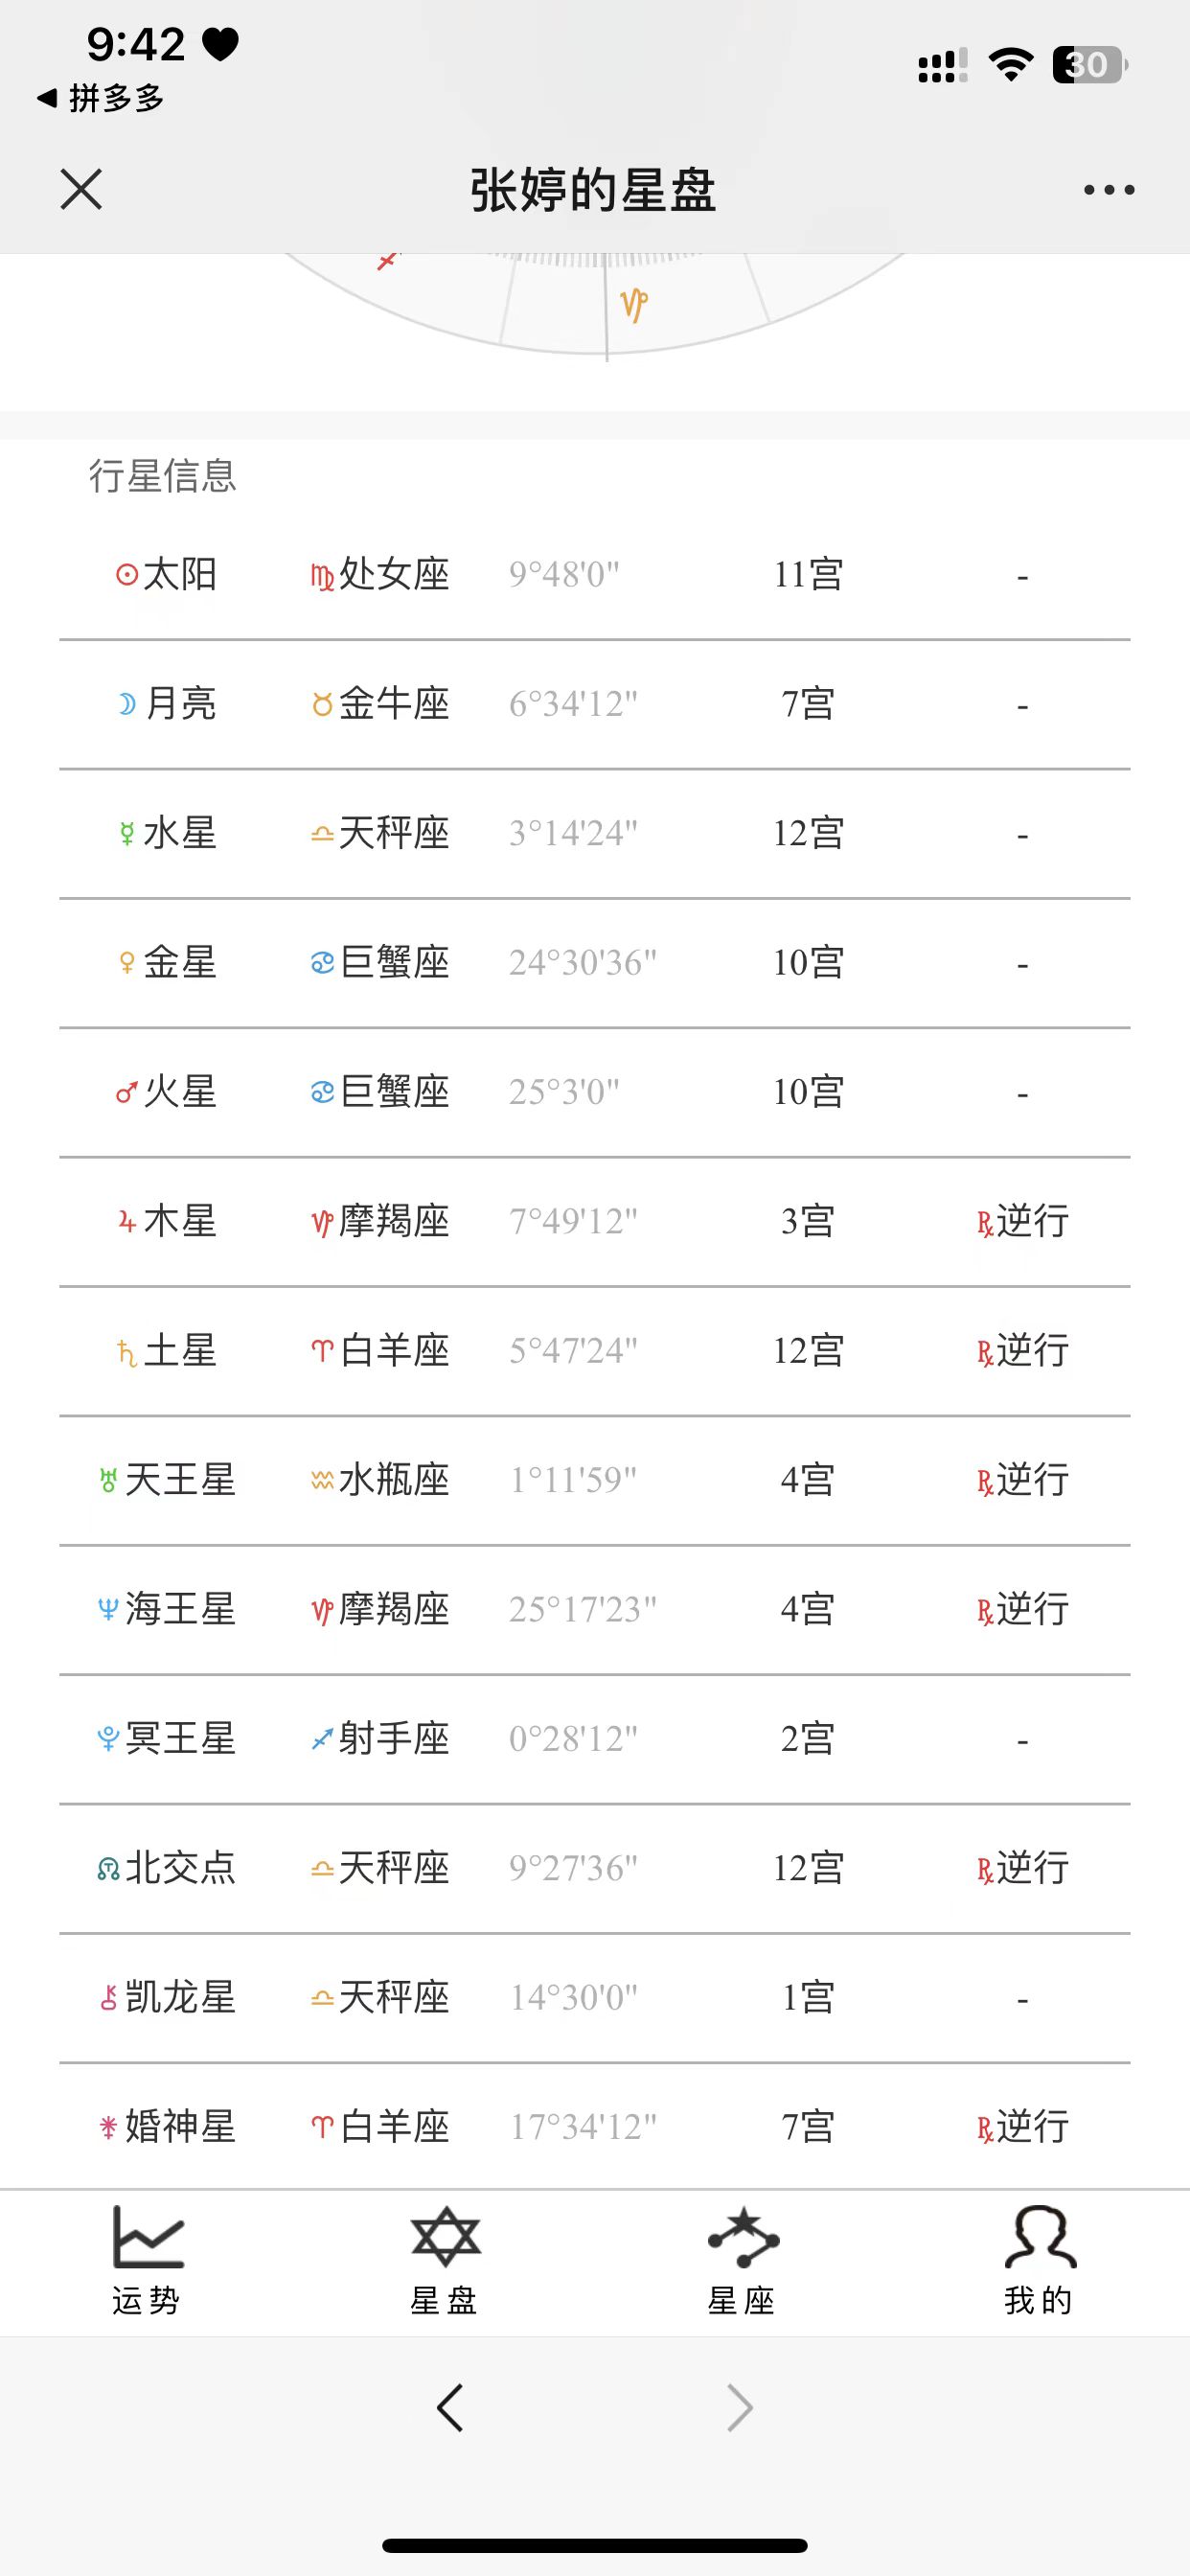 9:42
30
拼多多
张婷的星盘
行星信息
太阳 处女座 9°48'0" 11宫 -
月亮 金牛座 6°34'12" 7宫 -
水星 天秤座 3°14'24" 12宫 -
金星 巨蟹座 24°30'36" 10宫 -
火星 巨蟹座 25°3'0" 10宫 -
木星 摩羯座 7°49'12" 3宫 逆行
土星 白羊座 5°47'24" 12宫 逆行
天王星 水瓶座 1°11'59" 4宫 逆行
海王星 摩羯座 25°17'23" 4宫 逆行
冥王星 射手座 0°28'12" 2宫 -
北交点 天秤座 9°27'36" 12宫 逆行
凯龙星 天秤座 14°30'0" 1宫 -
婚神星 白羊座 17°34'12" 7宫 逆行
运势 星盘 星座 我的